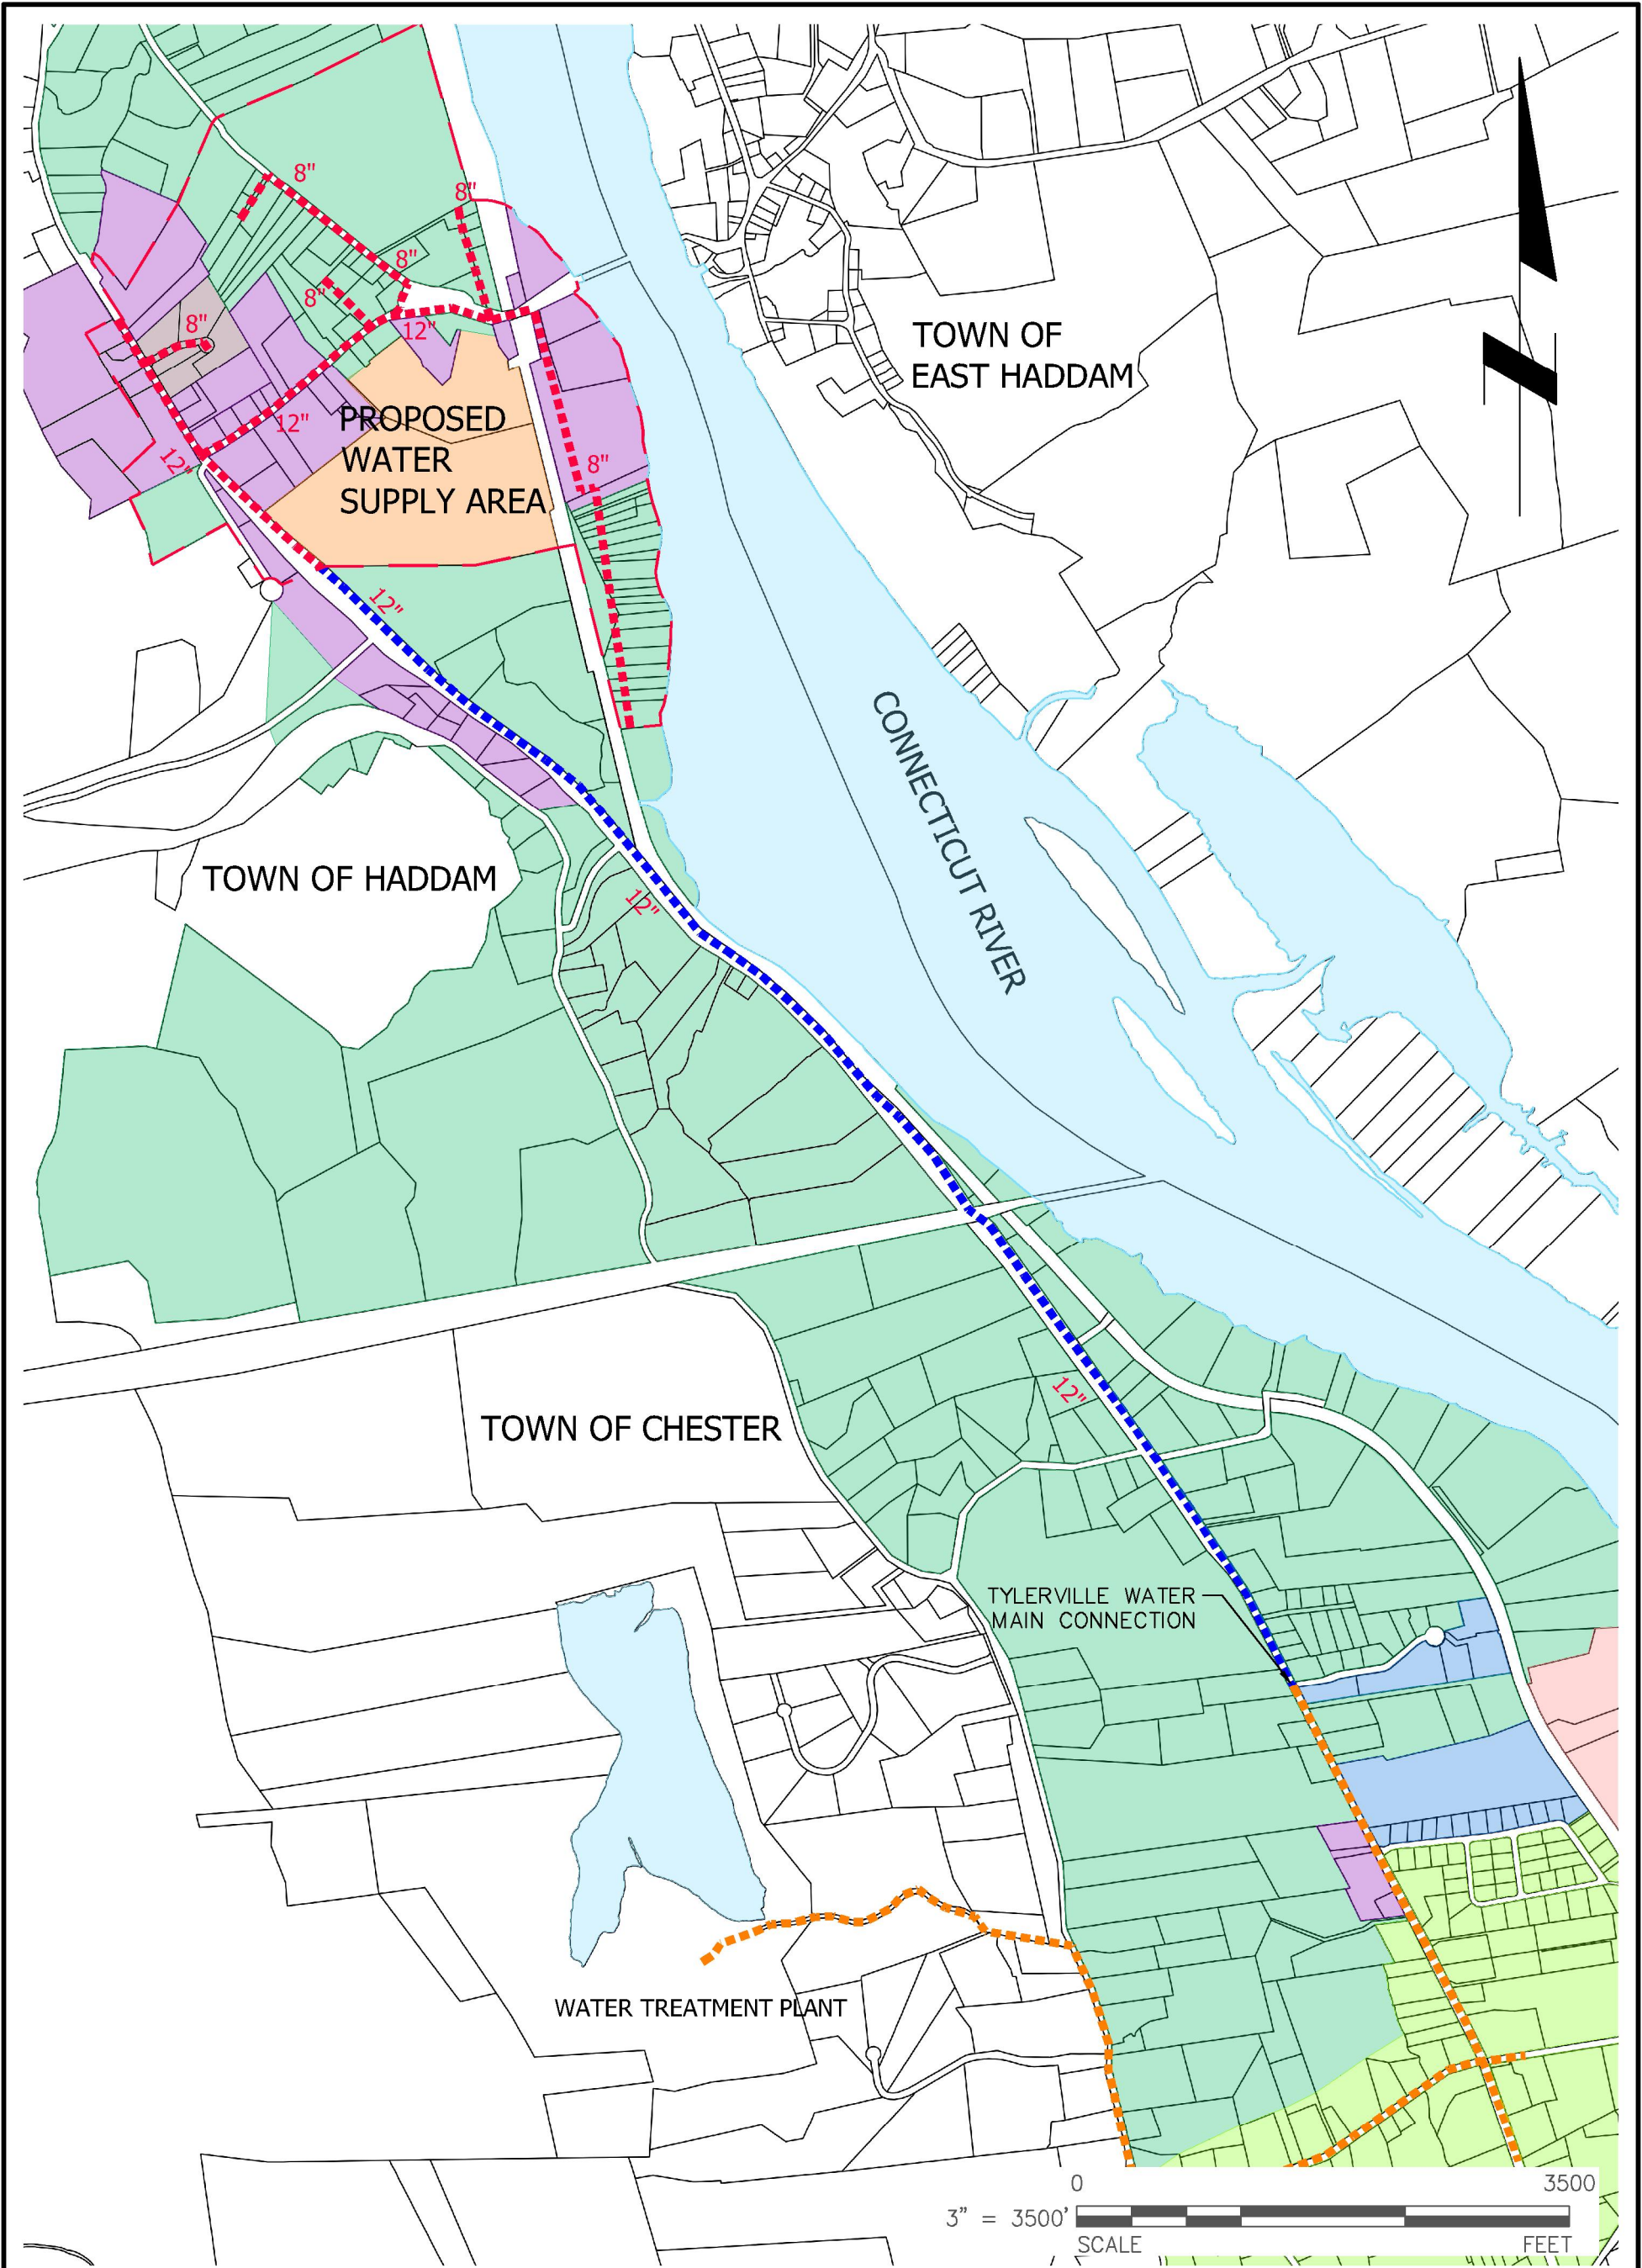 8"
8"
8"
8"
8"
12"
12"
12"
TOWN OF
EAST HADDAM
PROPOSED
WATER
SUPPLY AREA
8"
12"
CONNECTICUT RIVER
TOWN OF HADDAM
12"
12"
TOWN OF CHESTER
TYLERVILLE WATER
MAIN CONNECTION
WATER TREATMENT PLANT
0 3500
3" = 3500'
SCALE FEET